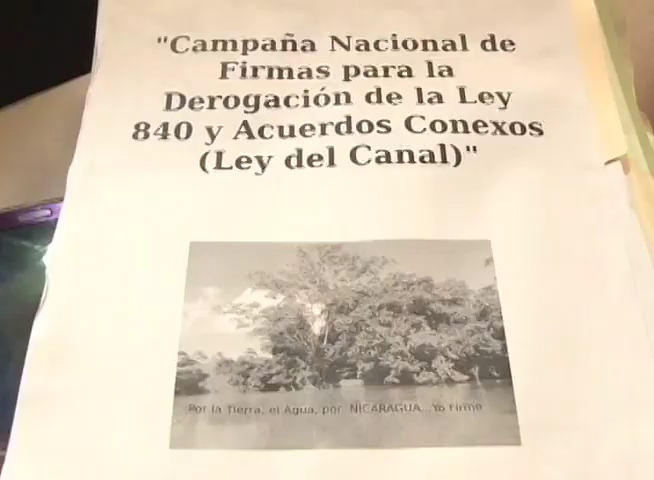 "Campaña Nacional de
Firmas para la
Derogación de la Ley
840 y Acuerdos Conexos
(Ley del Canal)"
Por la Tierra, el Agua, por NICARAGUA. Yo Firmo